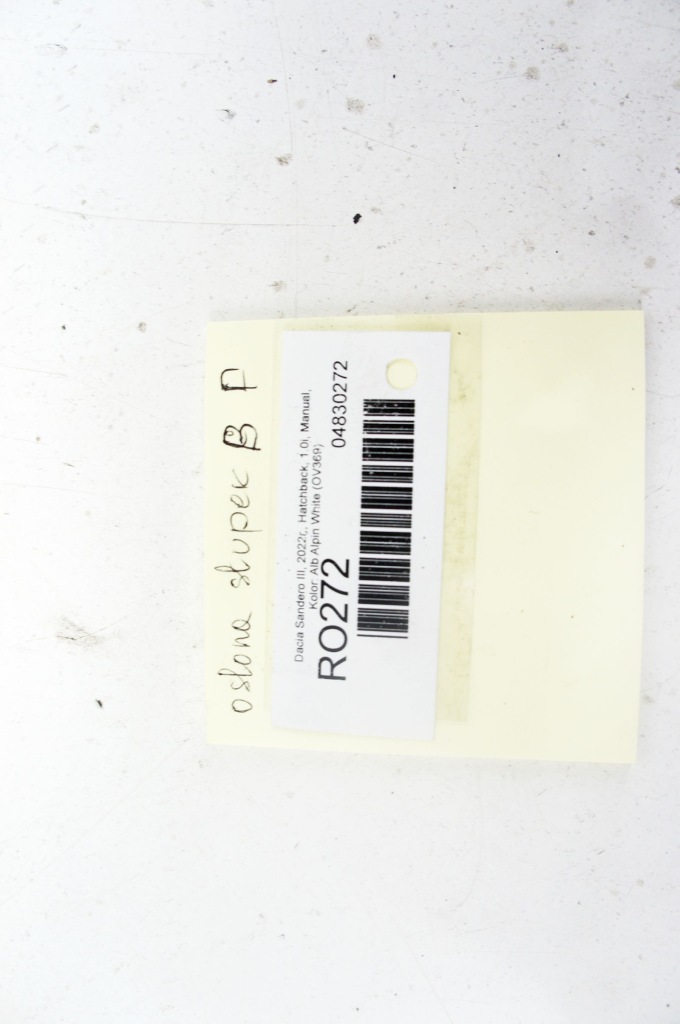 osłona słupek B P
Dacia Sandero III, 2022r., Hatchback, 1.0i, Manual,
Kolor: Alb Alpin White (OV369)
RO272
04830272